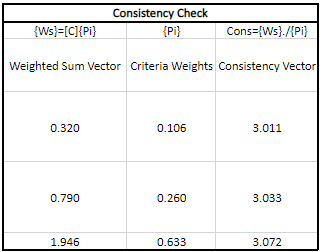 Consistency Check
{Ws}=[C]{Pi} {Pi} Cons={Ws}./{Pi}
Weighted Sum Vector Criteria Weights Consistency Vector
0.320 0.106 3.011
0.790 0.260 3.033
1.946 0.633 3.072